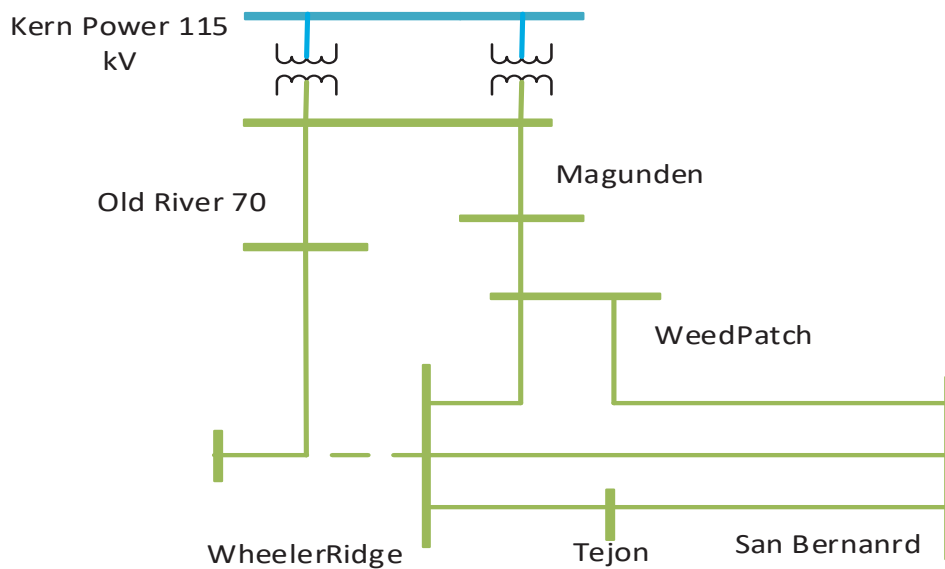 Kern Power 115
kV
Magunden
Old River 70
WeedPatch
WheelerRidge
Tejon
San Bernanrd